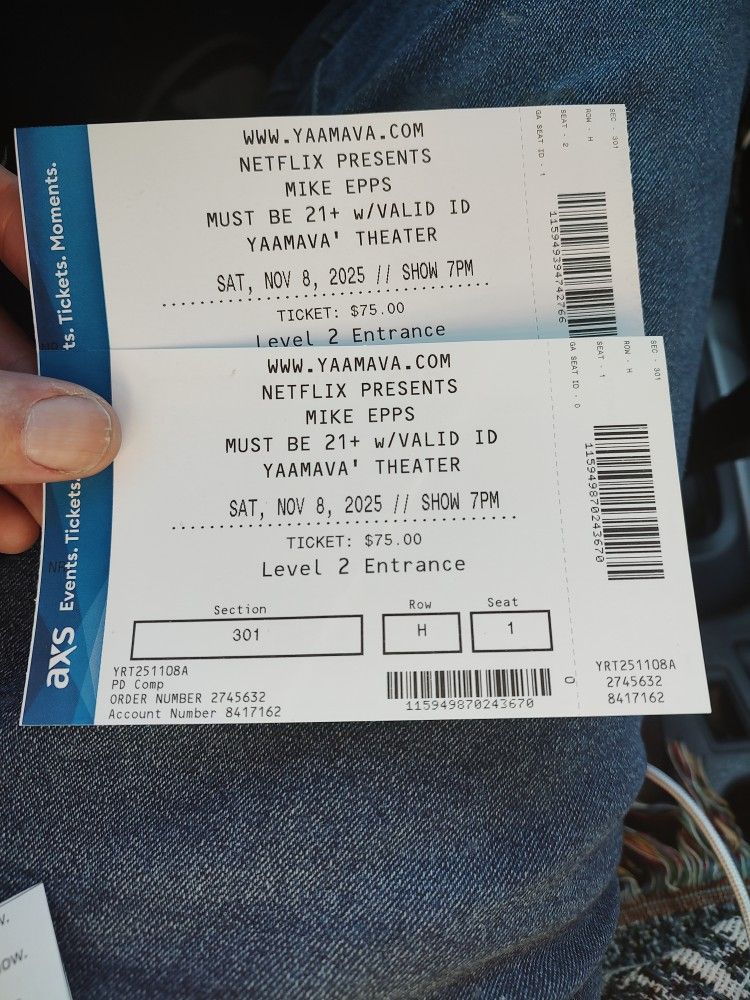 ts. Tickets. Moments.
WWW.YAAMAVA.COM
NETFLIX PRESENTS
MIKE EPPS
MUST BE 21+ w/VALID ID
YAAMAVA' THEATER
SAT, NOV 8, 2025 // SHOW 7PM
TICKET: $75.00
Level 2 Entrance
SEC - 301
ROW - H
SEAT - 2
GA SEAT ID - 1
115949394742766
axs Events. Tickets.
WWW.YAAMAVA.COM
NETFLIX PRESENTS
MIKE EPPS
MUST BE 21+ w/VALID ID
YAAMAVA' THEATER
SAT, NOV 8, 2025 // SHOW 7PM
TICKET: $75.00
Level 2 Entrance
Section Row Seat
301 H 1
YRT251108A
PD Comp
ORDER NUMBER 2745632
Account Number 8417162
115949870243670
0
SEC - 301
ROW - H
SEAT - 1
GA SEAT ID - 0
115949870243670
YRT251108A
2745632
8417162